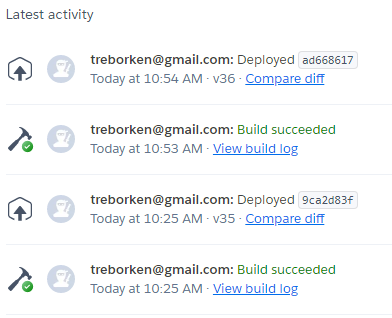 Latest activity
treborken@gmail.com: Deployed ad668617
Today at 10:54 AM · v36 · Compare diff
treborken@gmail.com: Build succeeded
Today at 10:53 AM · View build log
treborken@gmail.com: Deployed 9ca2d83f
Today at 10:25 AM · v35 · Compare diff
treborken@gmail.com: Build succeeded
Today at 10:25 AM · View build log